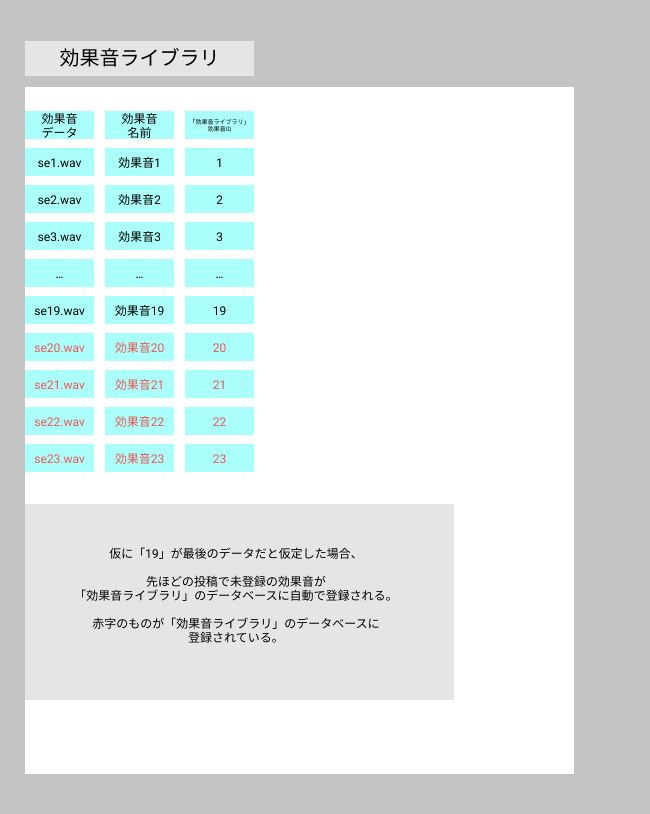 効果音ライブラリ
効果音
データ
効果音
名前
「効果音ライブラリ」
効果音ID
se1.wav 効果音1 1
se2.wav 効果音2 2
se3.wav 効果音3 3
... ... ...
se19.wav 効果音19 19
se20.wav 効果音20 20
se21.wav 効果音21 21
se22.wav 効果音22 22
se23.wav 効果音23 23
仮に「19」が最後のデータだと仮定した場合、
先ほどの投稿で未登録の効果音が
「効果音ライブラリ」のデータベースに自動で登録される。
赤字のものが「効果音ライブラリ」のデータベースに
登録されている。